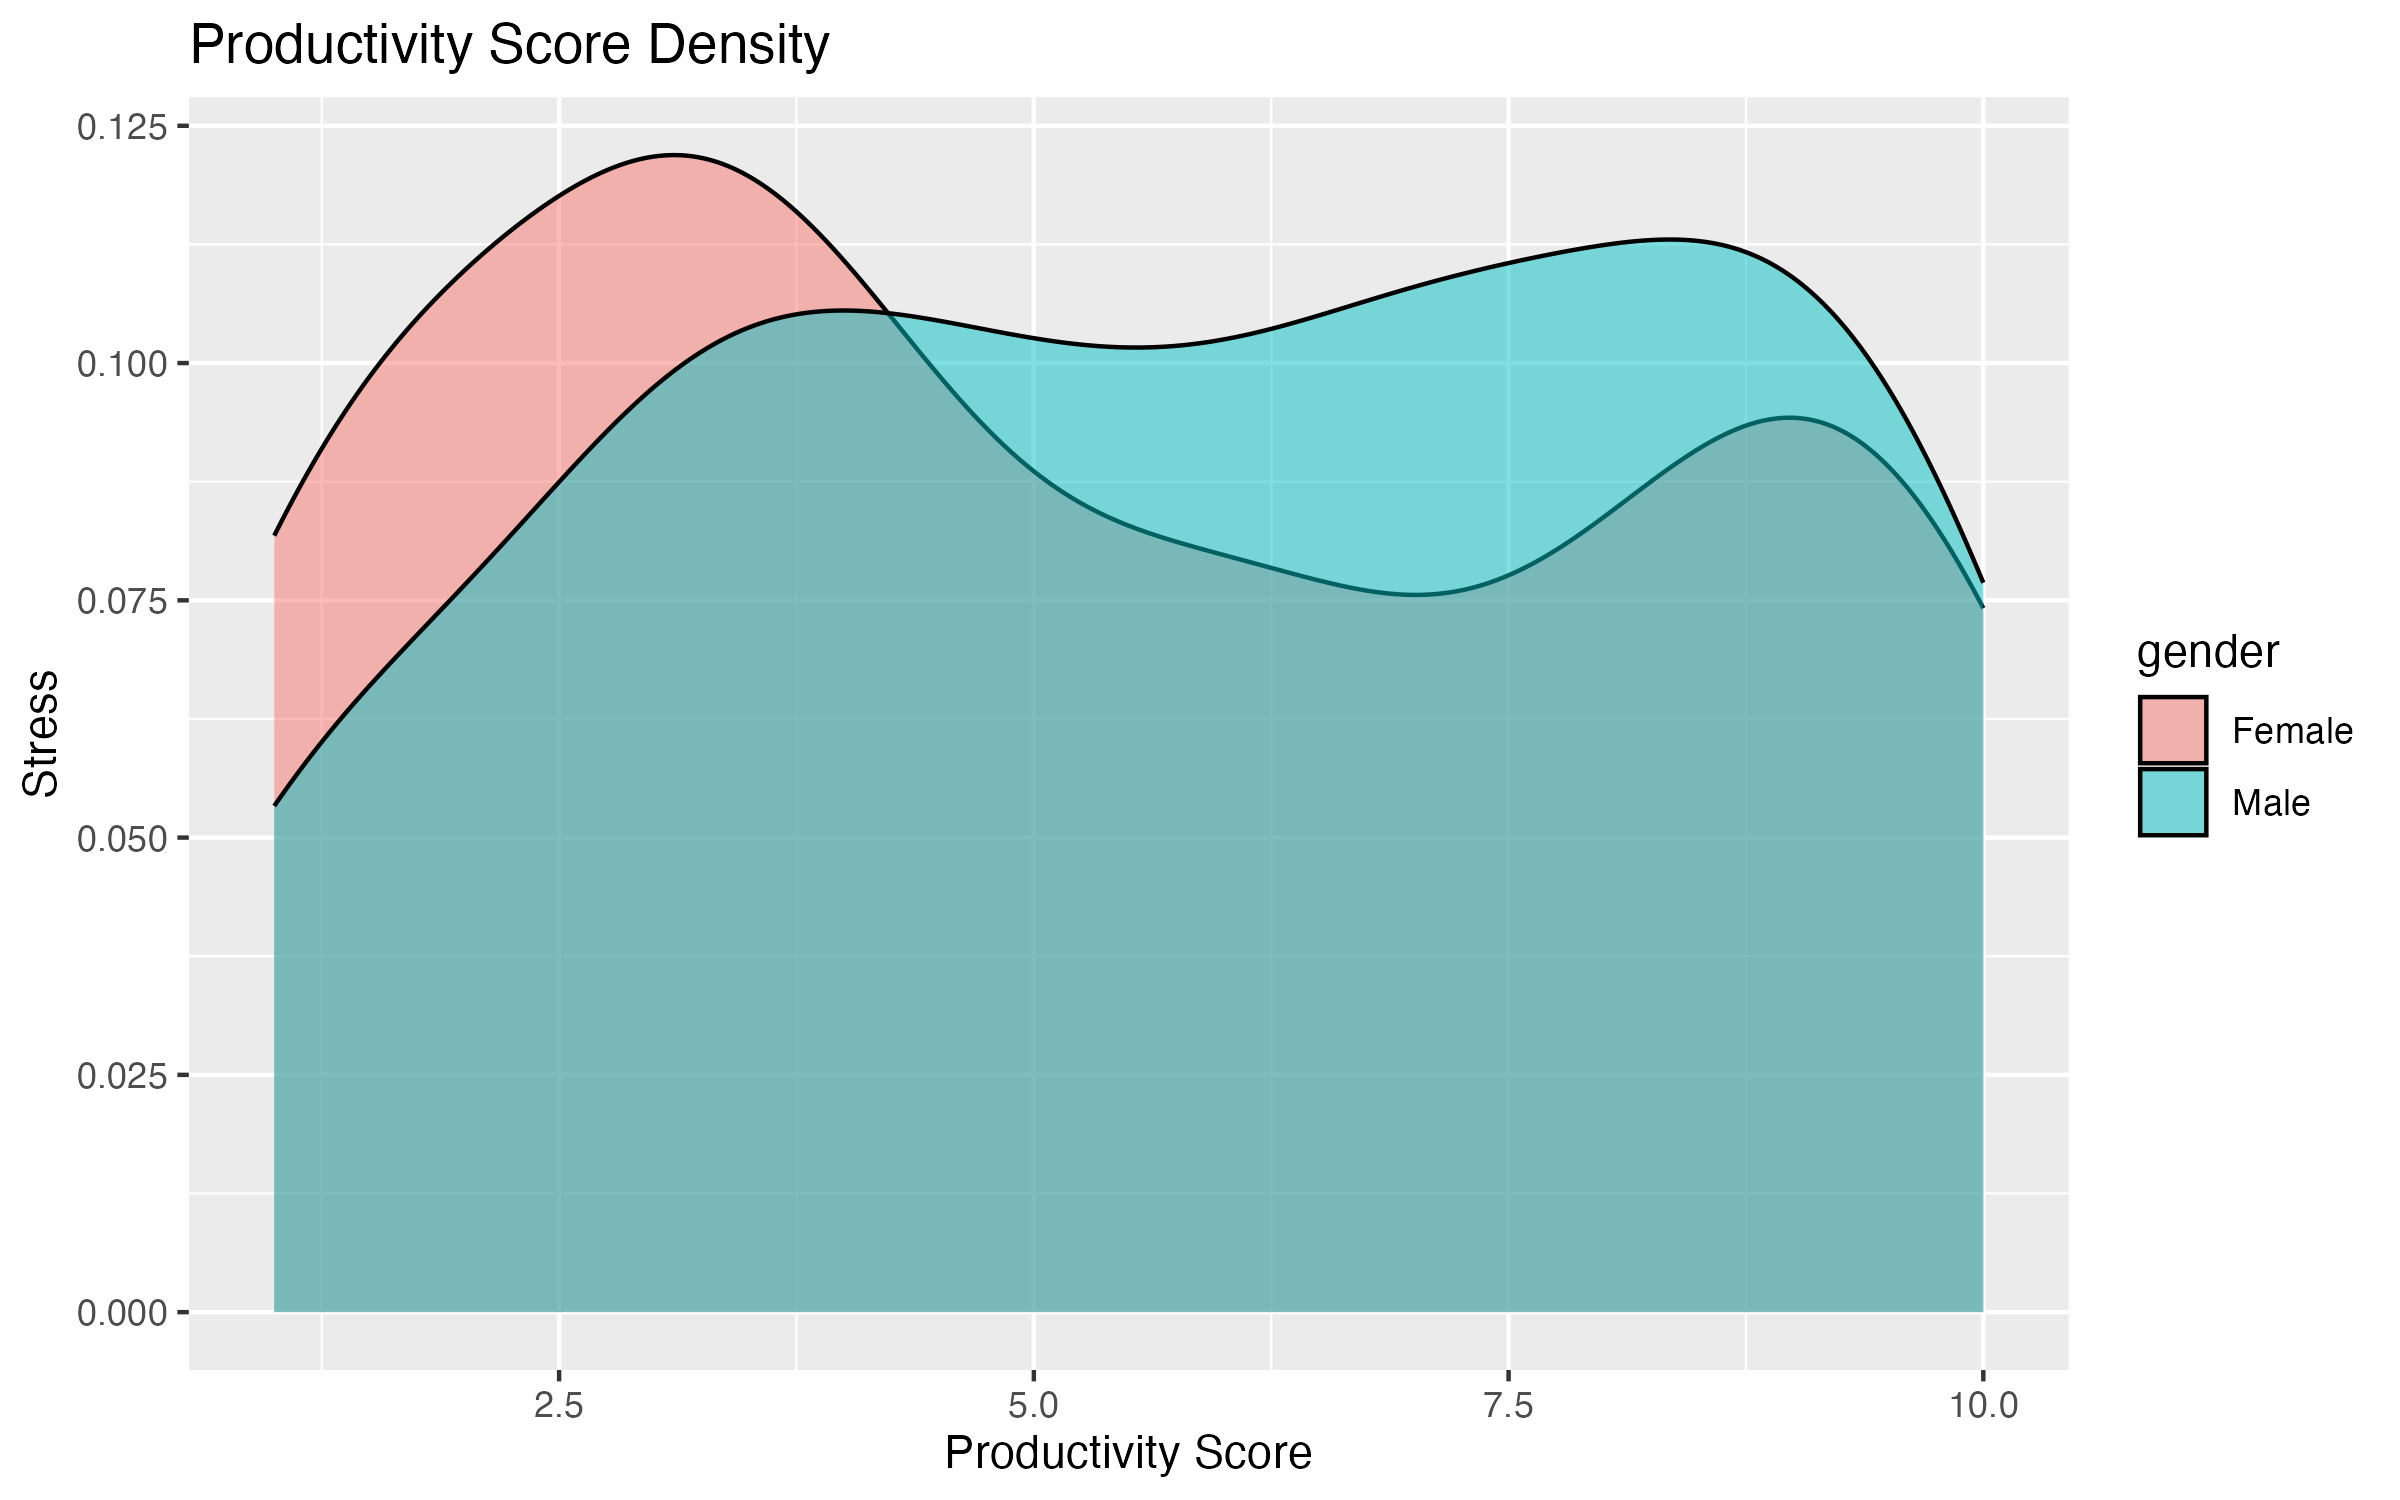 Productivity Score Density
0.125
0.100
0.075
0.050
0.025
0.000
Stress
2.5 5.0 7.5 10.0
Productivity Score
gender
Female
Male